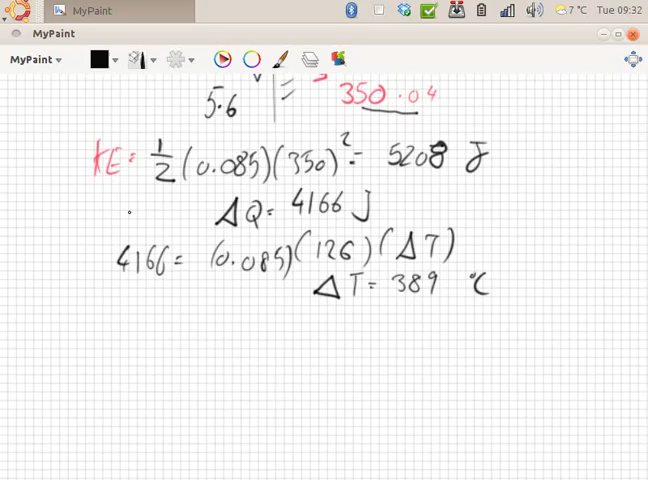 MyPaint
7 °C Tue 09:32
MyPaint
MyPaint
5.6 = 350.04
KE = 1/2 (0.085)(350)² = 5208 J
ΔQ = 4166 J
4166 = (0.085)(126)(ΔT)
ΔT = 389 °C